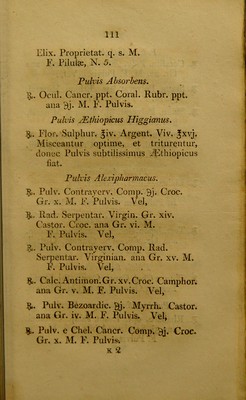 111
Elix. Proprietat. q. s. M.
F. Pilulæ, N. 5.
Pulvis Absorbens.
℞. Ocul. Cancr. ppt. Coral. Rubr. ppt.
ana ℈j. M. F. Pulvis.
Pulvis Æthiopicus Higgianus.
℞. Flor. Sulphur. ℥iv. Argent. Viv. ℥xvj.
Misceantur optime, et triturentur,
donec Pulvis subtilissimus Æthiopicus
fiat.
Pulvis Alexipharmacus.
℞. Pulv. Contrayerv. Comp. ℈j. Croc.
Gr. x. M. F. Pulvis. Vel,
℞. Rad. Serpentar. Virgin. Gr. xiv.
Castor. Croc. ana Gr. vi. M.
F. Pulvis. Vel,
℞. Pulv. Contrayerv. Comp. Rad.
Serpentar. Virginian. ana Gr. xv. M.
F. Pulvis. Vel,
℞. Calc. Antimon. Gr. xv. Croc. Camphor.
ana Gr. v. M. F. Pulvis. Vel,
℞. Pulv. Bezoardic. ℈j. Myrrh. Castor.
ana Gr. iv. M. F. Pulvis. Vel,
℞. Pulv. e Chel. Cancr. Comp. ℈j. Croc.
Gr. x. M. F. Pulvis.
K 2